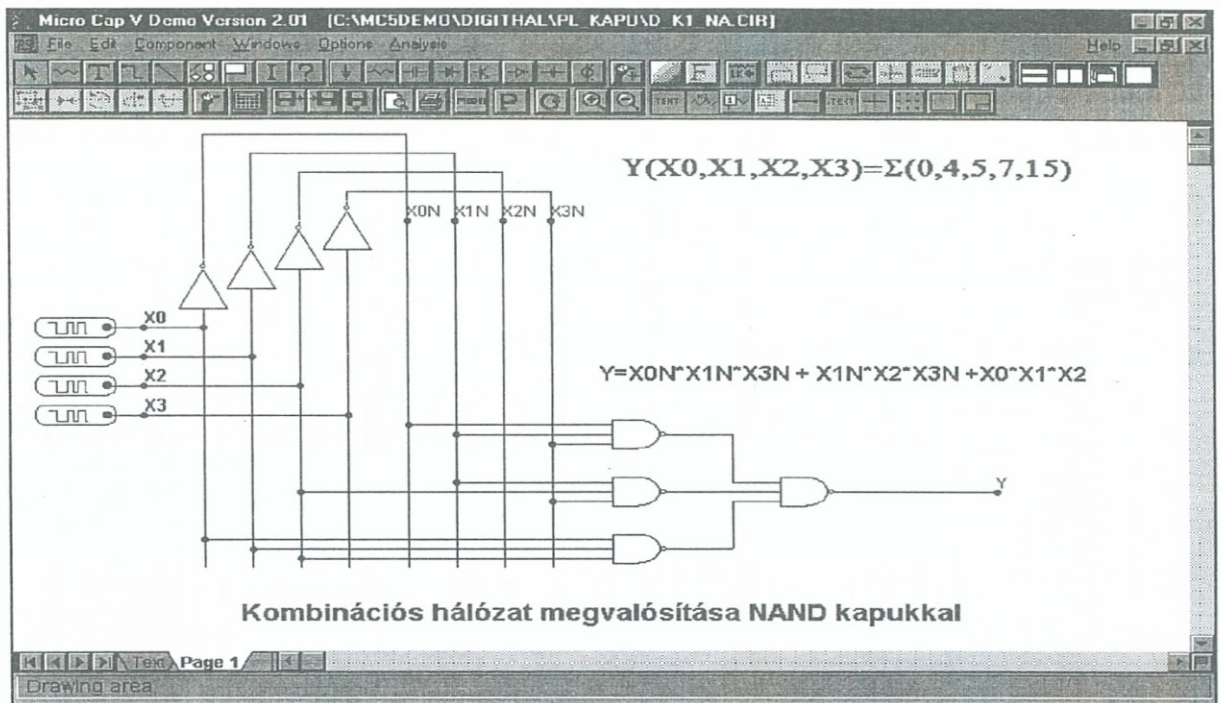 Micro Cap V Demo Version 2.01 [C:\MC5DEMO\DIGITHAL\PL_KAPU\D_K1_NA.CIR]
File Edit Component Windows Options Analysis Help
Y(X0,X1,X2,X3)=Σ(0,4,5,7,15)
X0N X1N X2N X3N
X0
X1
X2
X3
Y=X0N*X1N*X3N + X1N*X2*X3N +X0*X1*X2
Y
Kombinációs hálózat megvalósítása NAND kapukkal
Text Page 1
Drawing area